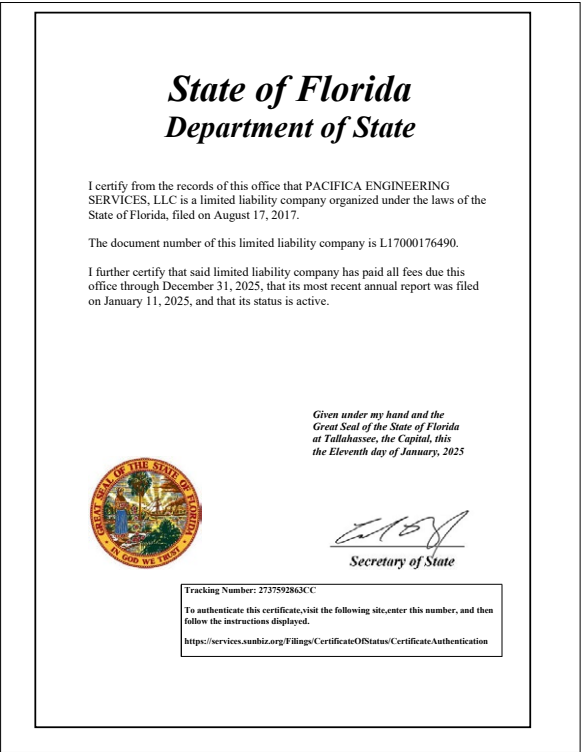 State of Florida
Department of State
I certify from the records of this office that PACIFICA ENGINEERING
SERVICES, LLC is a limited liability company organized under the laws of the
State of Florida, filed on August 17, 2017.
The document number of this limited liability company is L17000176490.
I further certify that said limited liability company has paid all fees due this
office through December 31, 2025, that its most recent annual report was filed
on January 11, 2025, and that its status is active.
Given under my hand and the
Great Seal of the State of Florida
at Tallahassee, the Capital, this
the Eleventh day of January, 2025
GREAT SEAL OF THE STATE OF FLORIDA
IN GOD WE TRUST
Secretary of State
Tracking Number: 2737592863CC
To authenticate this certificate,visit the following site,enter this number, and then
follow the instructions displayed.
https://services.sunbiz.org/Filings/CertificateOfStatus/CertificateAuthentication